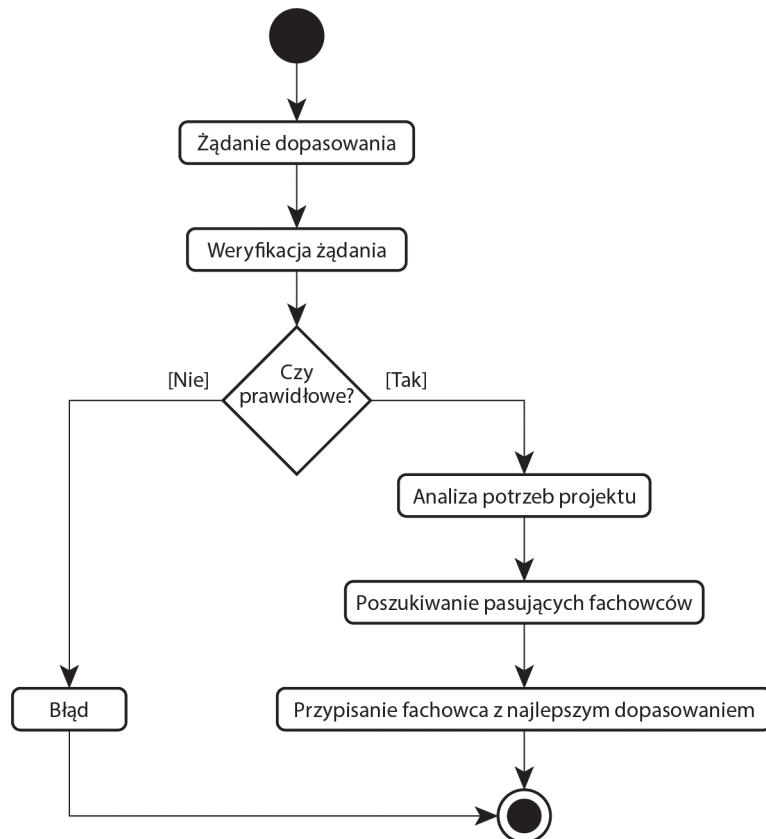 Żądanie dopasowania
Weryfikacja żądania
[Nie]
Czy
prawidłowe?
[Tak]
Analiza potrzeb projektu
Poszukiwanie pasujących fachowców
Błąd
Przypisanie fachowca z najlepszym dopasowaniem